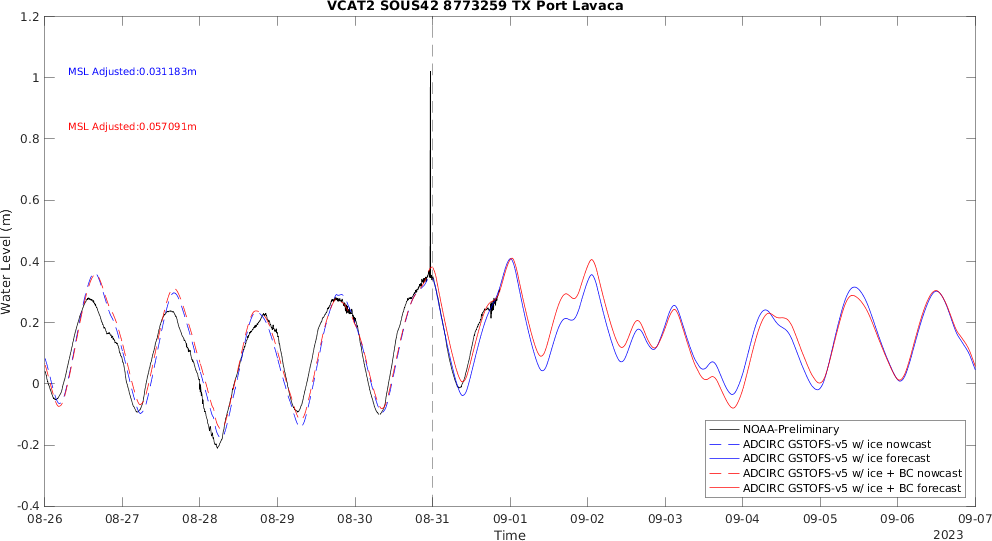 VCAT2 SOUS42 8773259 TX Port Lavaca
MSL Adjusted:0.031183m
MSL Adjusted:0.057091m
Water Level (m)
1.2
1
0.8
0.6
0.4
0.2
0
-0.2
-0.4
NOAA-Preliminary
ADCIRC GSTOFS-v5 w/ ice nowcast
ADCIRC GSTOFS-v5 w/ ice forecast
ADCIRC GSTOFS-v5 w/ ice + BC nowcast
ADCIRC GSTOFS-v5 w/ ice + BC forecast
08-26 08-27 08-28 08-29 08-30 08-31 09-01 09-02 09-03 09-04 09-05 09-06 09-07
Time
2023